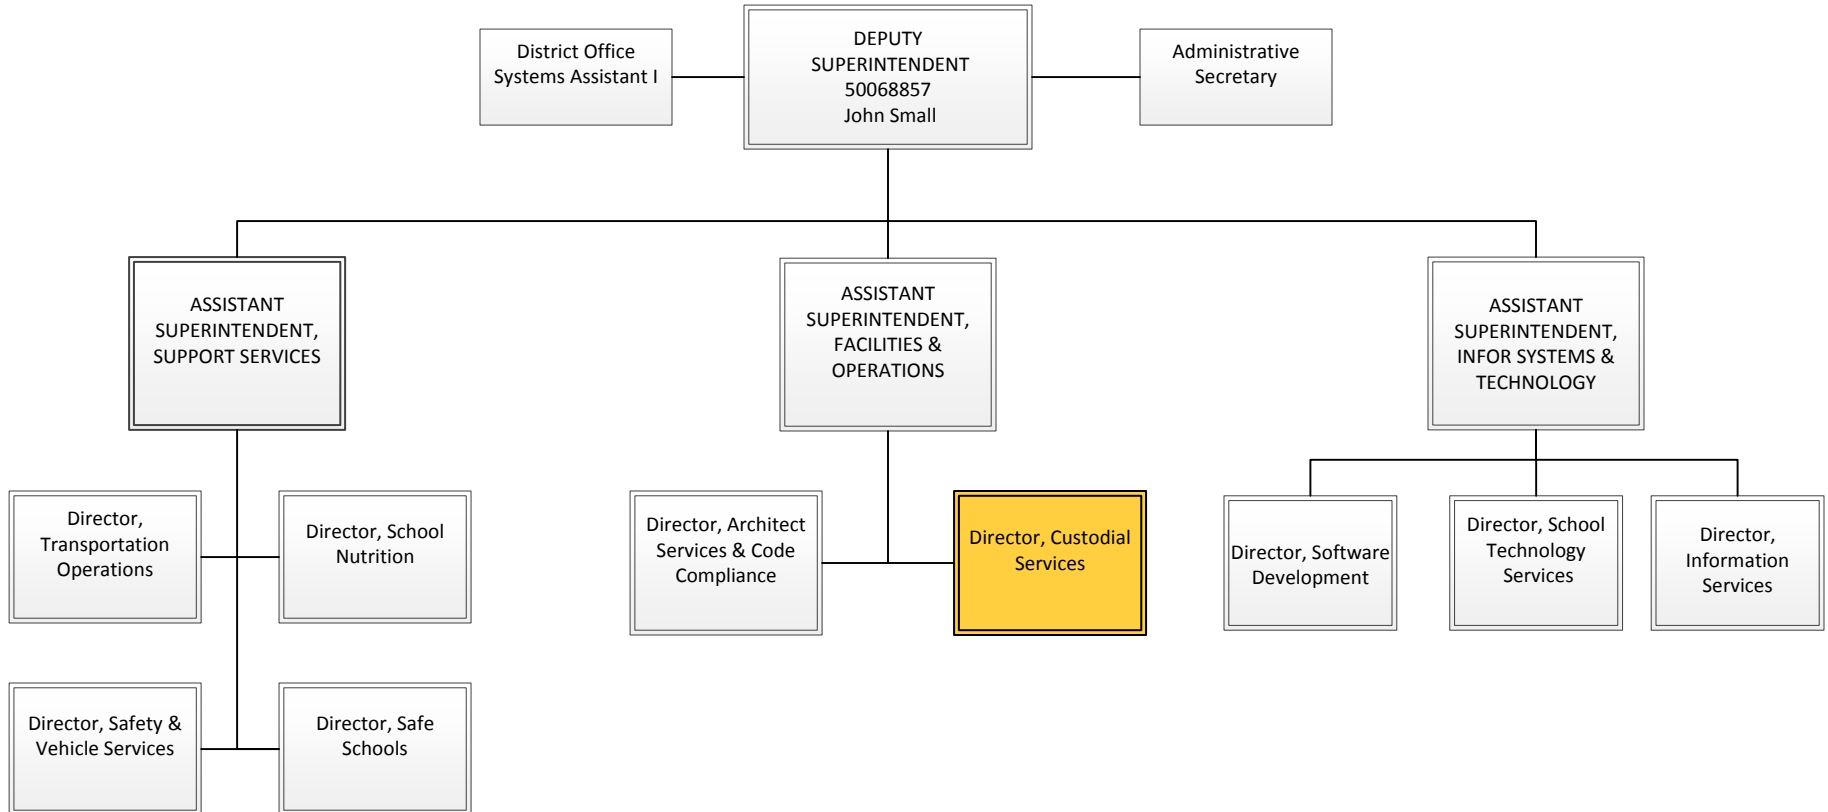 District Office
Systems Assistant I
DEPUTY
SUPERINTENDENT
50068857
John Small
Administrative
Secretary
ASSISTANT
SUPERINTENDENT,
SUPPORT SERVICES
ASSISTANT
SUPERINTENDENT,
FACILITIES &
OPERATIONS
ASSISTANT
SUPERINTENDENT,
INFOR SYSTEMS &
TECHNOLOGY
Director,
Transportation
Operations
Director, School
Nutrition
Director, Architect
Services & Code
Compliance
Director, Custodial
Services
Director, Software
Development
Director, School
Technology
Services
Director,
Information
Services
Director, Safety &
Vehicle Services
Director, Safe
Schools